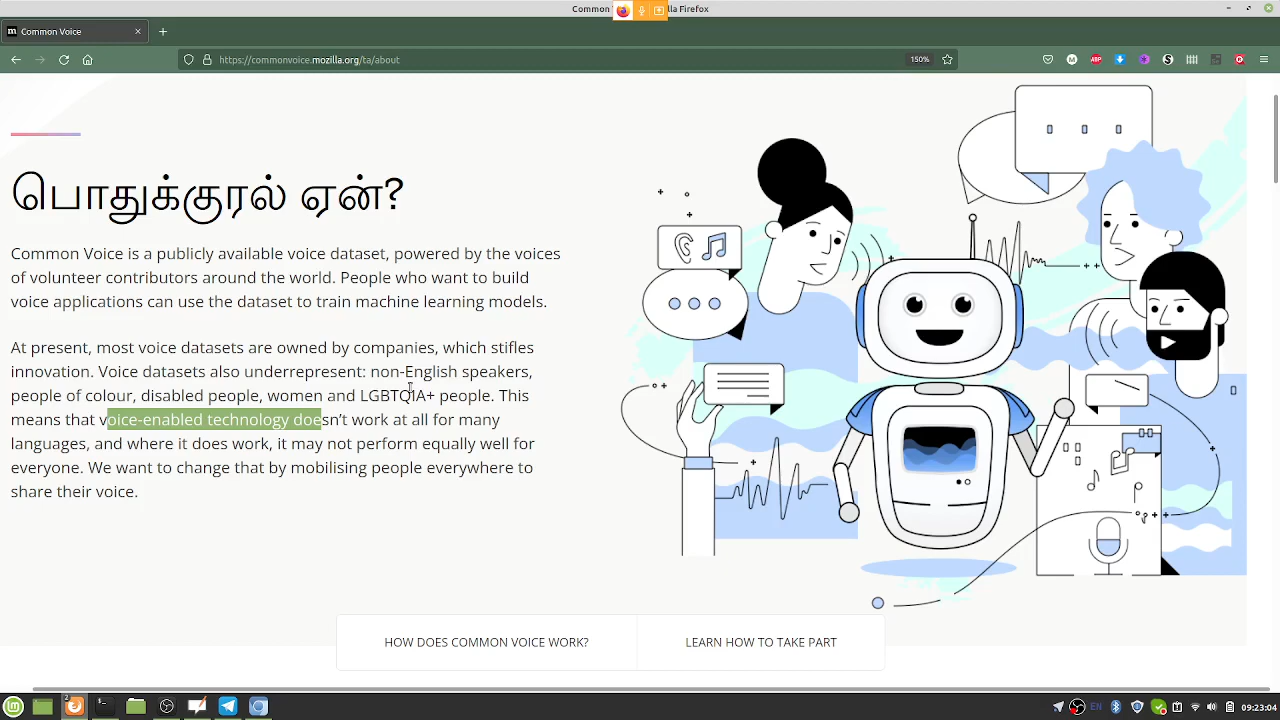 Common
lla Firefox
Common Voice
https://commonvoice.mozilla.org/ta/about
150%
பொதுக்குரல் ஏன்?
Common Voice is a publicly available voice dataset, powered by the voices
of volunteer contributors around the world. People who want to build
voice applications can use the dataset to train machine learning models.
At present, most voice datasets are owned by companies, which stifles
innovation. Voice datasets also underrepresent: non-English speakers,
people of colour, disabled people, women and LGBTQIA+ people. This
means that voice-enabled technology doesn’t work at all for many
languages, and where it does work, it may not perform equally well for
everyone. We want to change that by mobilising people everywhere to
share their voice.
HOW DOES COMMON VOICE WORK?
LEARN HOW TO TAKE PART
EN
09:23:04